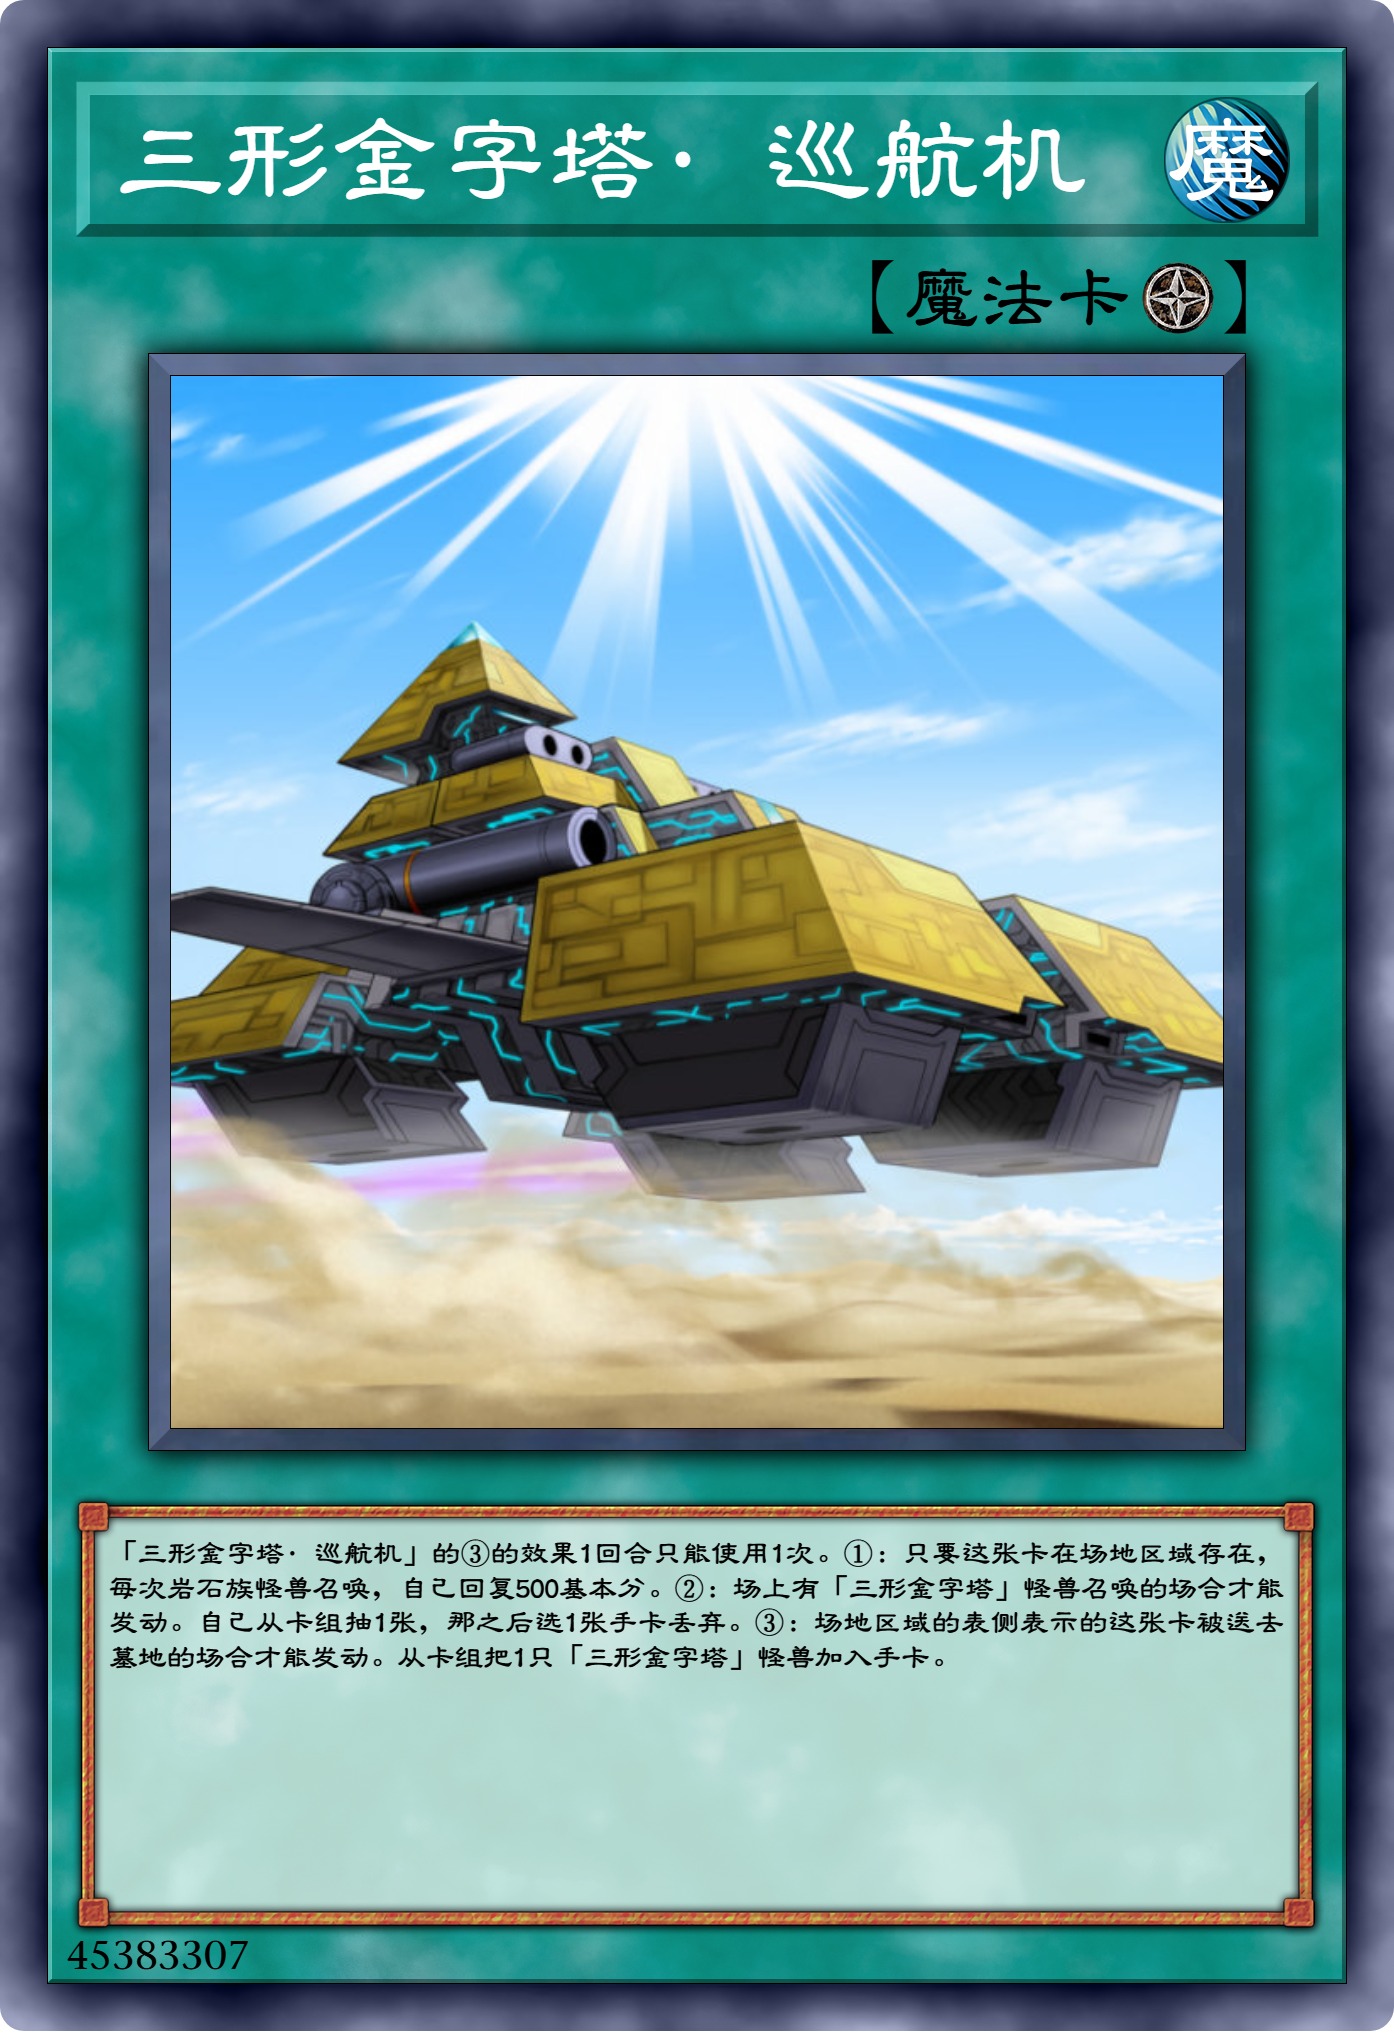 三形金字塔·巡航机
魔
【魔法卡】
「三形金字塔·巡航机」的③的效果1回合只能使用1次。①：只要这张卡在场地区域存在，
每次岩石族怪兽召唤，自己回复500基本分。②：场上有「三形金字塔」怪兽召唤的场合才能
发动。自己从卡组抽1张，那之后选1张手卡丢弃。③：场地区域的表侧表示的这张卡被送去
墓地的场合才能发动。从卡组把1只「三形金字塔」怪兽加入手卡。
45383307